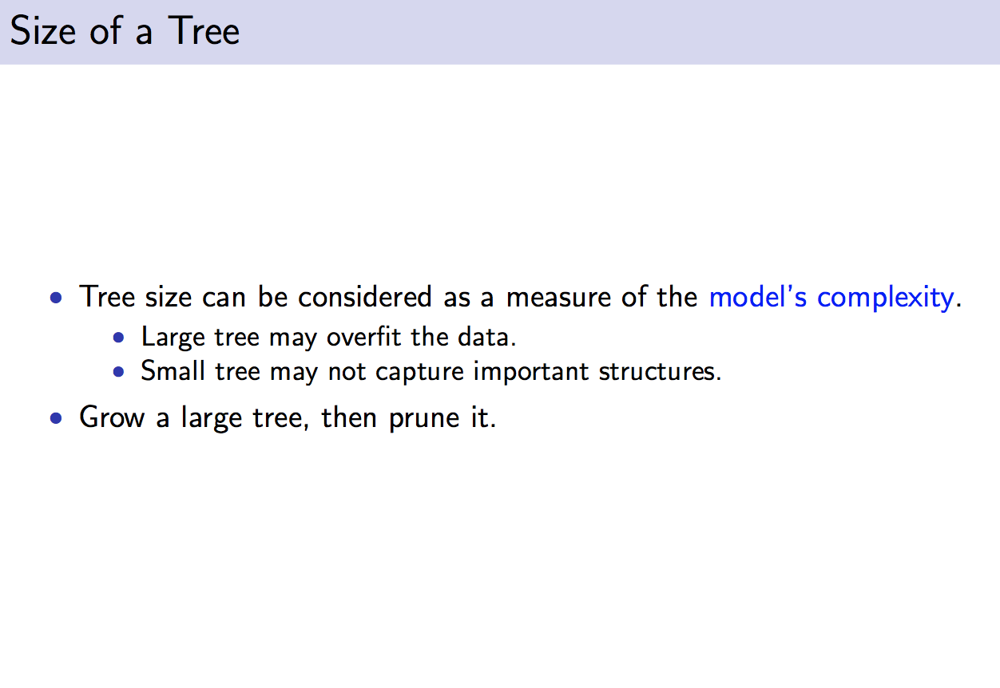 Size of a Tree
• Tree size can be considered as a measure of the model's complexity.
• Large tree may overfit the data.
• Small tree may not capture important structures.
• Grow a large tree, then prune it.